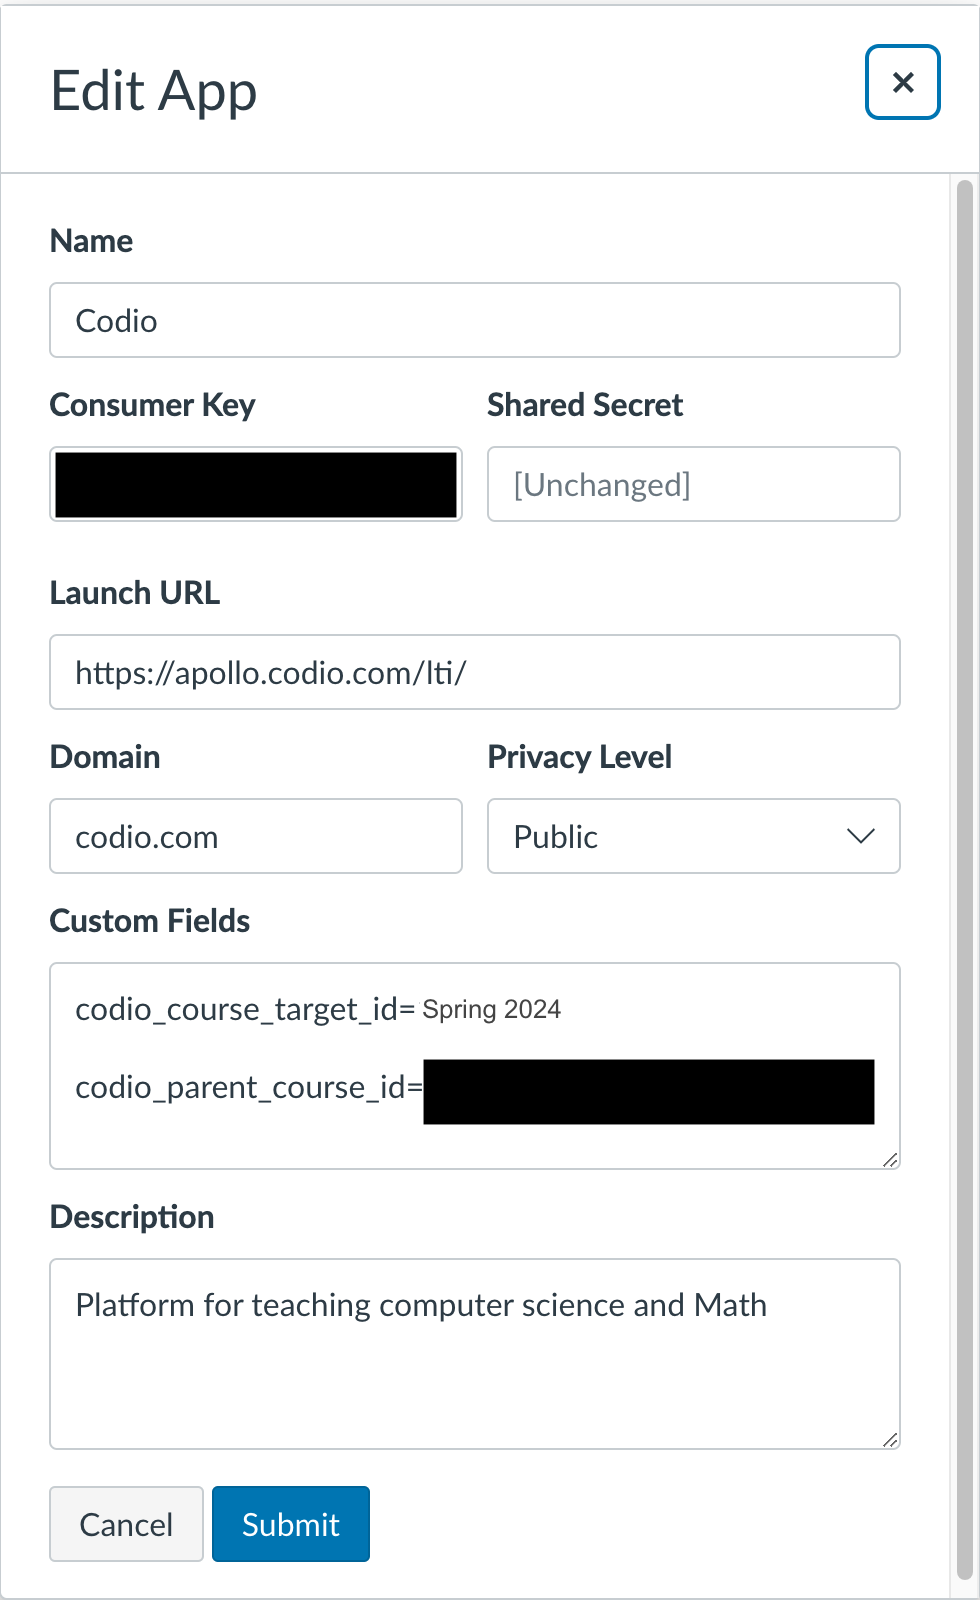 Edit App
Name
Codio
Consumer Key
Shared Secret
[Unchanged]
Launch URL
https://apollo.codio.com/lti/
Domain
Privacy Level
codio.com
Public
Custom Fields
codio_course_target_id= Spring 2024
codio_parent_course_id=
Description
Platform for teaching computer science and Math
Cancel
Submit